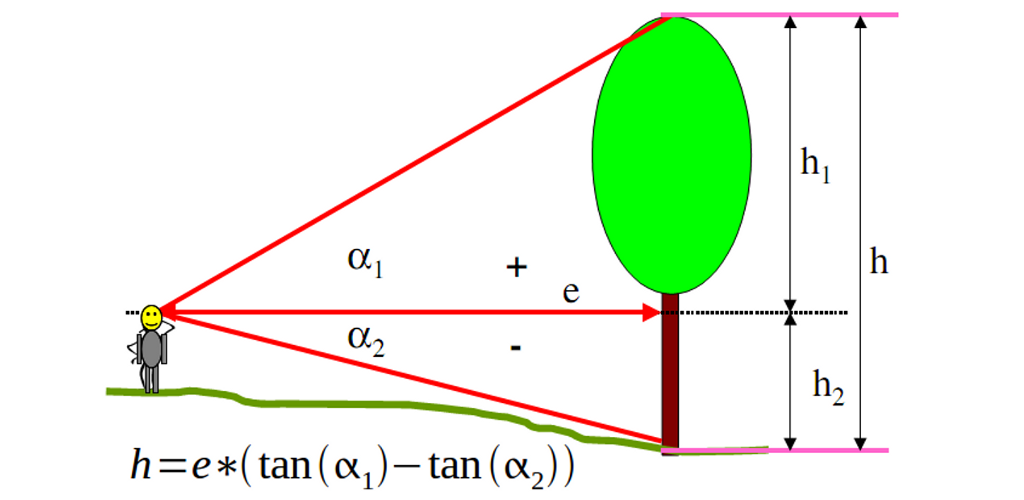 h₁
α₁ +
h
e
α₂ -
h₂
h=e*(tan(α₁)−tan(α₂))